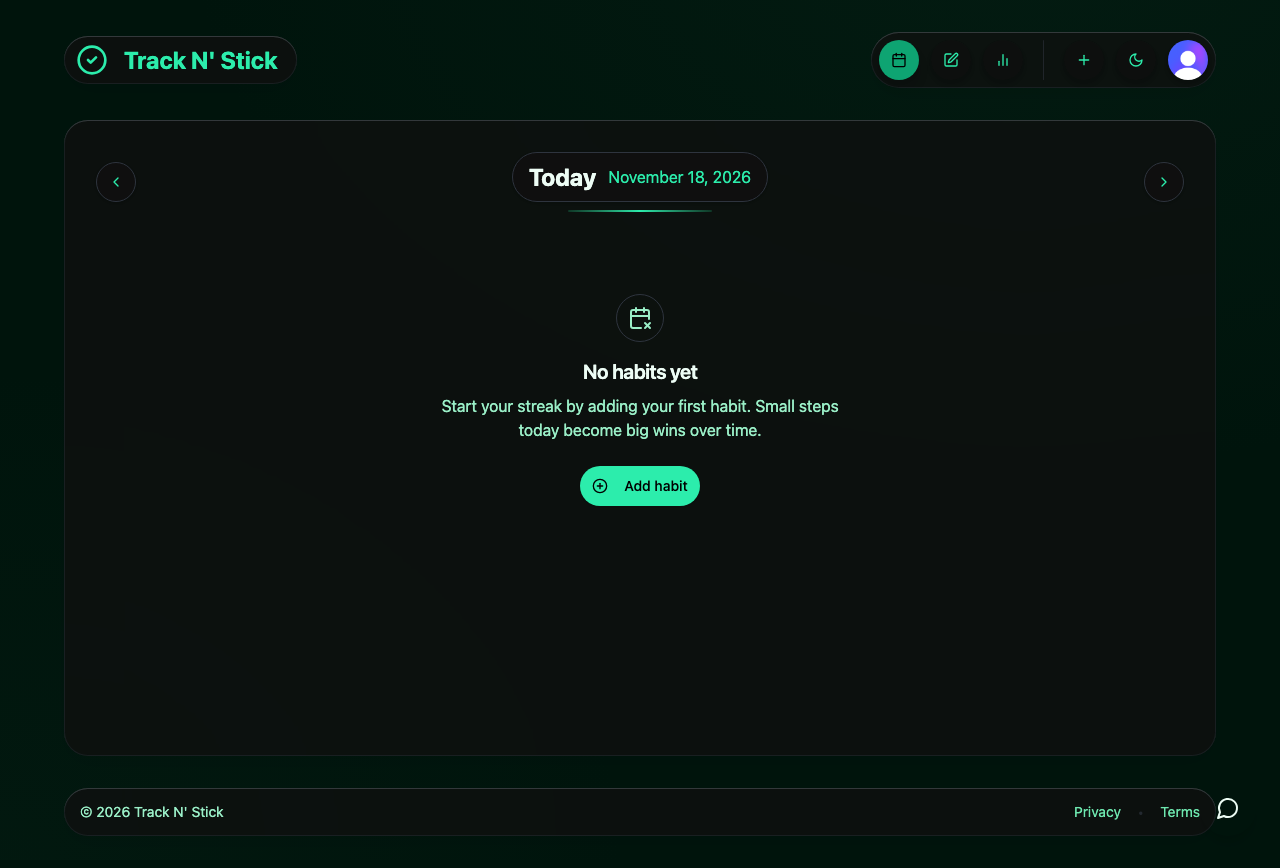 Track N' Stick
Today November 18, 2026
No habits yet
Start your streak by adding your first habit. Small steps
today become big wins over time.
Add habit
© 2026 Track N' Stick
Privacy
Terms